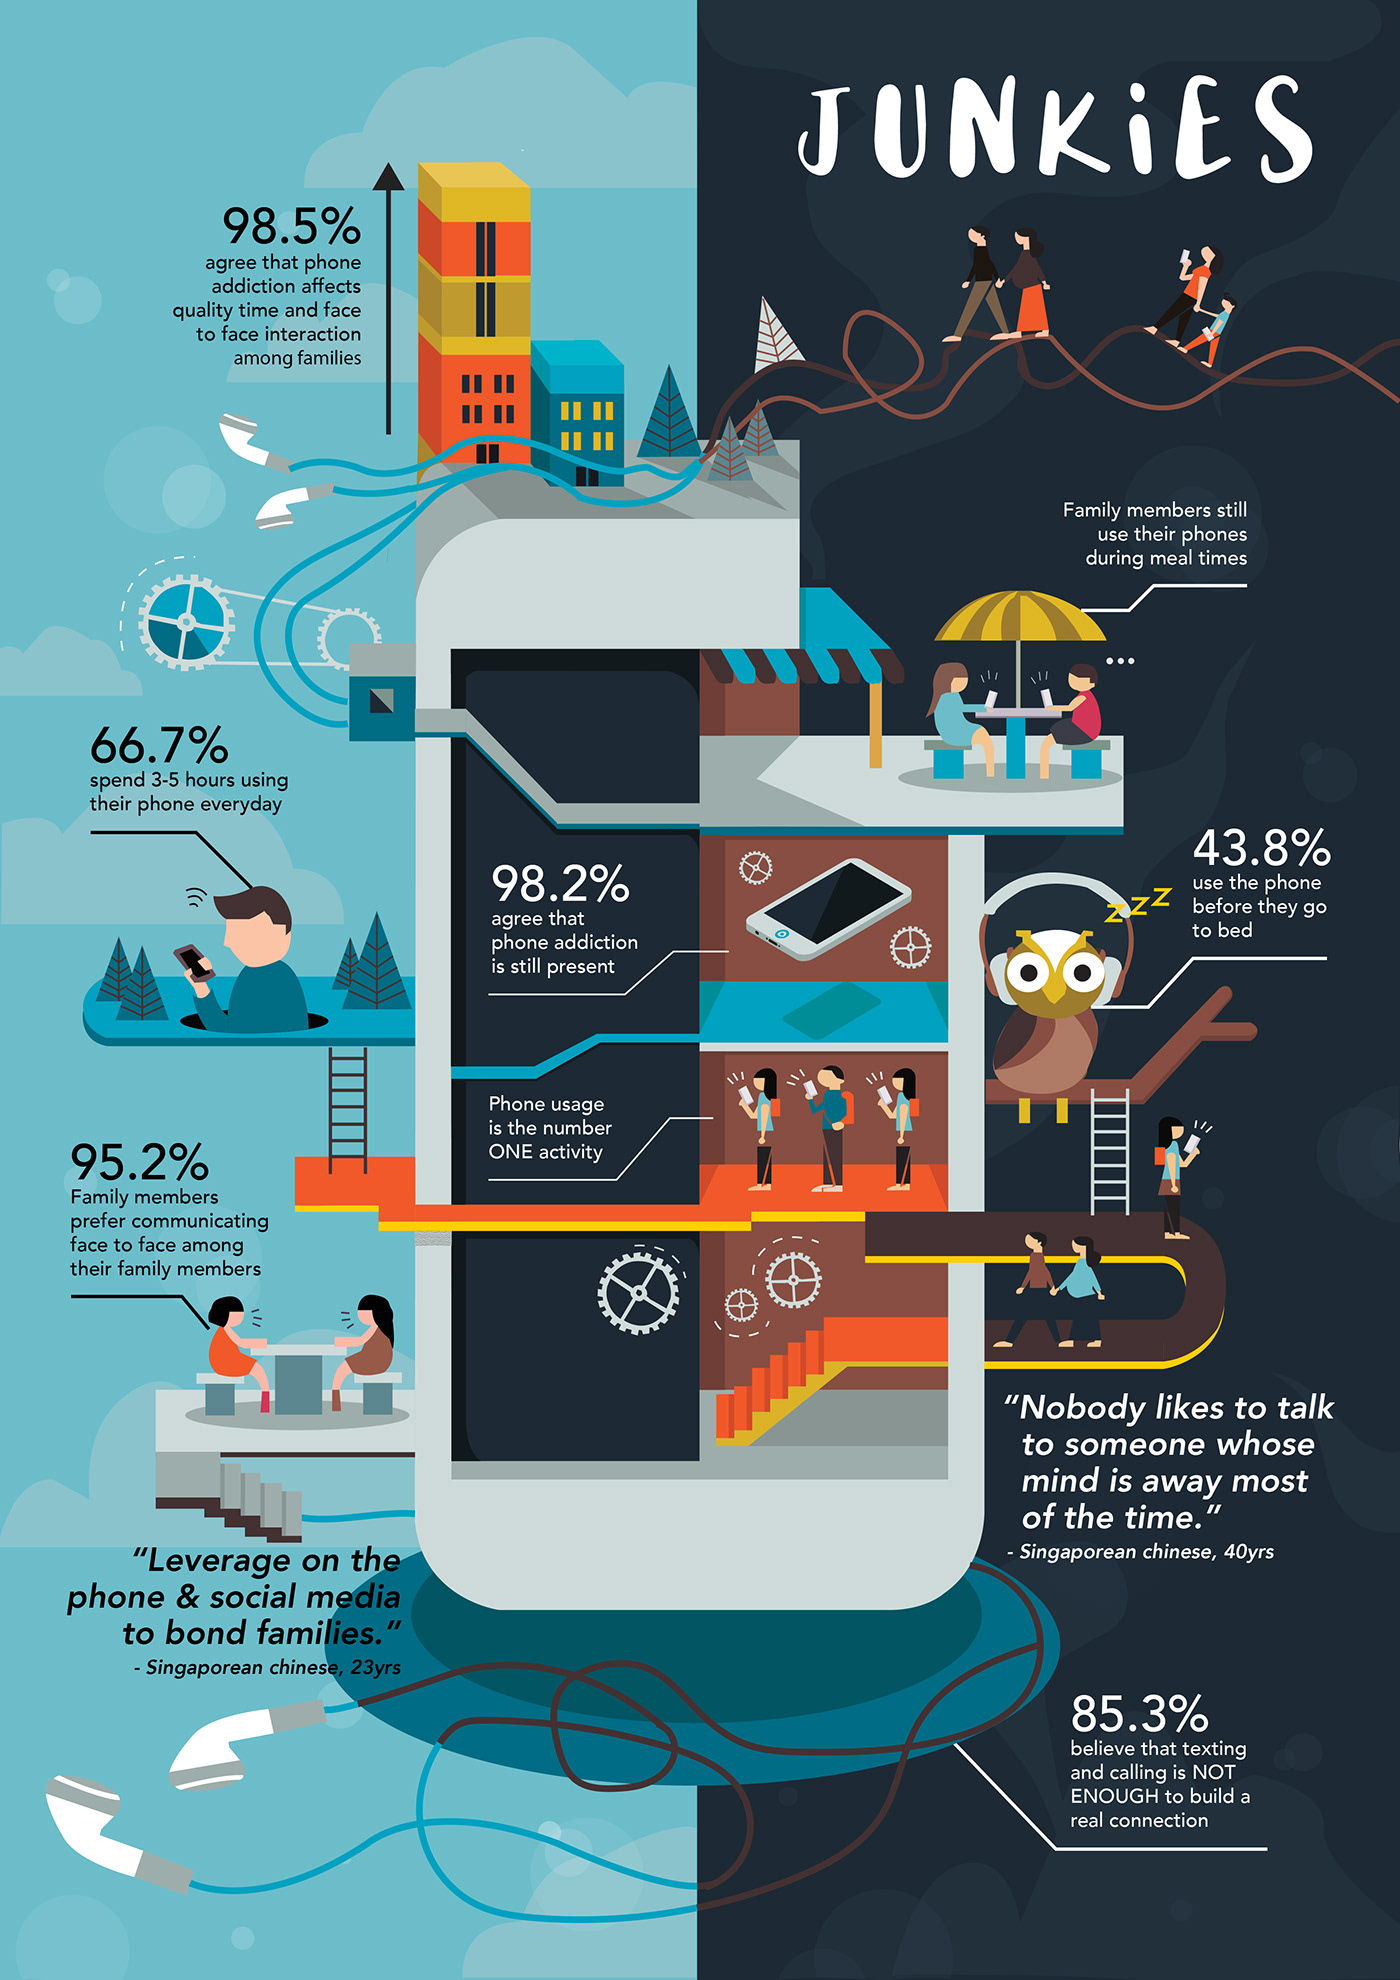 JUNKiES
98.5%
agree that phone
addiction affects
quality time and face
to face interaction
among families
Family members still
use their phones
during meal times
66.7%
spend 3-5 hours using
their phone everyday
43.8%
use the phone
before they go
to bed
zzz
98.2%
agree that
phone addiction
is still present
Phone usage
is the number
ONE activity
95.2%
Family members
prefer communicating
face to face among
their family members
“Nobody likes to talk
to someone whose
mind is away most
of the time.”
- Singaporean chinese, 40yrs
“Leverage on the
phone & social media
to bond families.”
- Singaporean chinese, 23yrs
85.3%
believe that texting
and calling is NOT
ENOUGH to build a
real connection